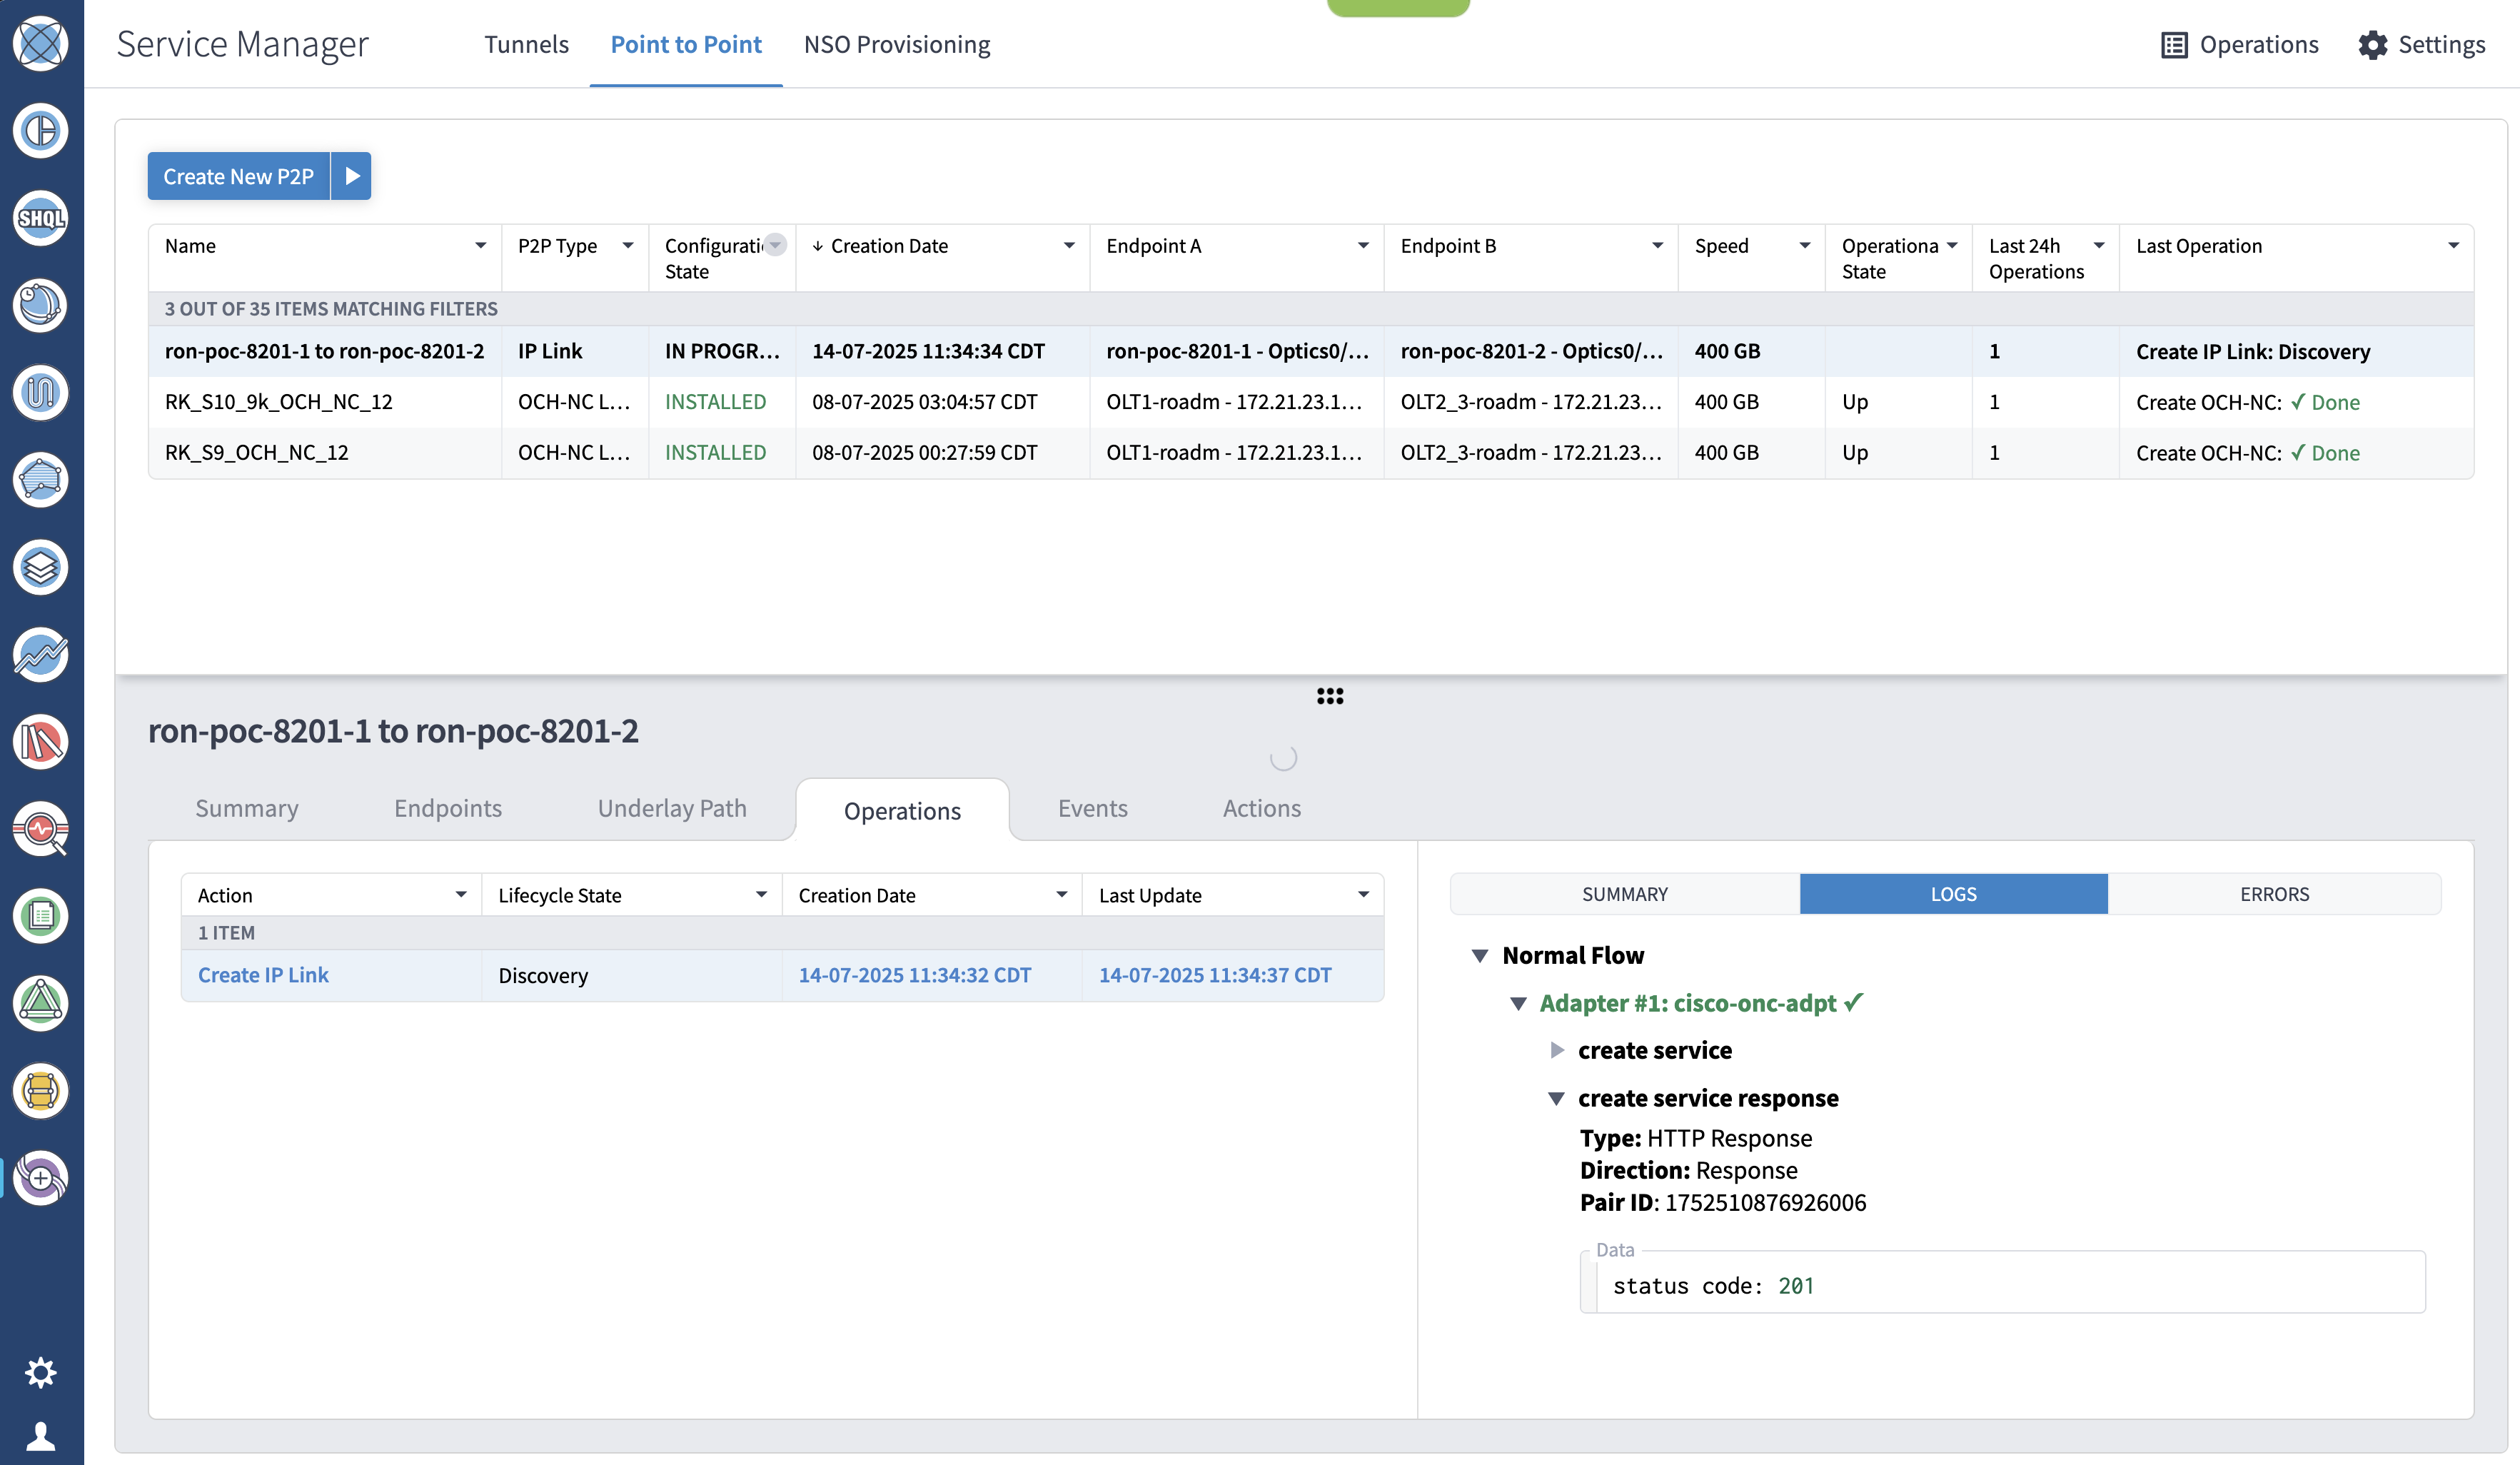 Service Manager
Tunnels
Point to Point
NSO Provisioning
Operations
Settings
SHQL
Create New P2P
Name
P2P Type
Configurati
State
Creation Date
Endpoint A
Endpoint B
Speed
Operationa
State
Last 24h
Operations
Last Operation
3 OUT OF 35 ITEMS MATCHING FILTERS
ron-poc-8201-1 to ron-poc-8201-2 IP Link IN PROGR... 14-07-2025 11:34:34 CDT ron-poc-8201-1 - Optics0/... ron-poc-8201-2 - Optics0/... 400 GB 1 Create IP Link: Discovery
RK_S10_9k_OCH_NC_12 OCH-NC L... INSTALLED 08-07-2025 03:04:57 CDT OLT1-roadm - 172.21.23.1... OLT2_3-roadm - 172.21.23... 400 GB Up 1 Create OCH-NC: ✓ Done
RK_S9_OCH_NC_12 OCH-NC L... INSTALLED 08-07-2025 00:27:59 CDT OLT1-roadm - 172.21.23.1... OLT2_3-roadm - 172.21.23... 400 GB Up 1 Create OCH-NC: ✓ Done
ron-poc-8201-1 to ron-poc-8201-2
Summary
Endpoints
Underlay Path
Operations
Events
Actions
Action Lifecycle State Creation Date Last Update
1 ITEM
Create IP Link Discovery 14-07-2025 11:34:32 CDT 14-07-2025 11:34:37 CDT
SUMMARY
LOGS
ERRORS
Normal Flow
Adapter #1: cisco-onc-adpt ✓
create service
create service response
Type: HTTP Response
Direction: Response
Pair ID: 1752510876926006
Data
status code: 201